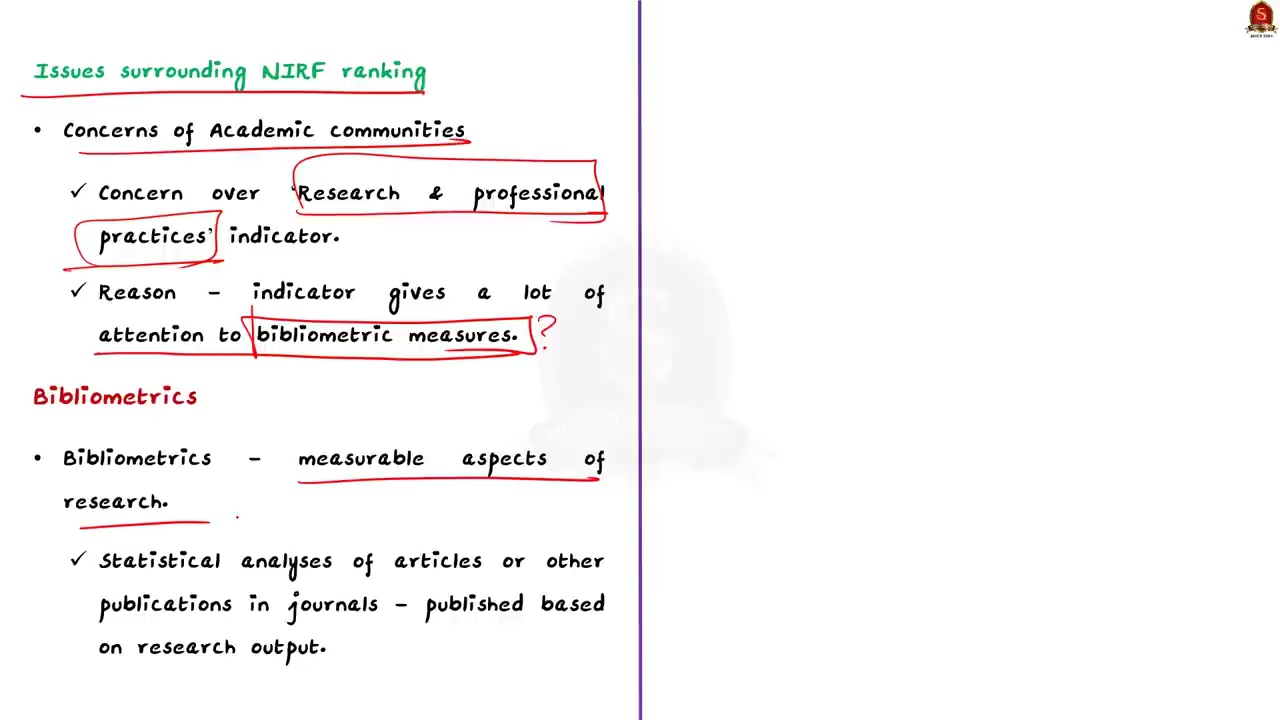 Issues surrounding NIRF ranking
• Concerns of Academic communities
✓ Concern over 'Research & professional
practices' indicator.
✓ Reason – indicator gives a lot of
attention to bibliometric measures. ?
Bibliometrics
• Bibliometrics – measurable aspects of
research.
✓ Statistical analyses of articles or other
publications in journals – published based
on research output.